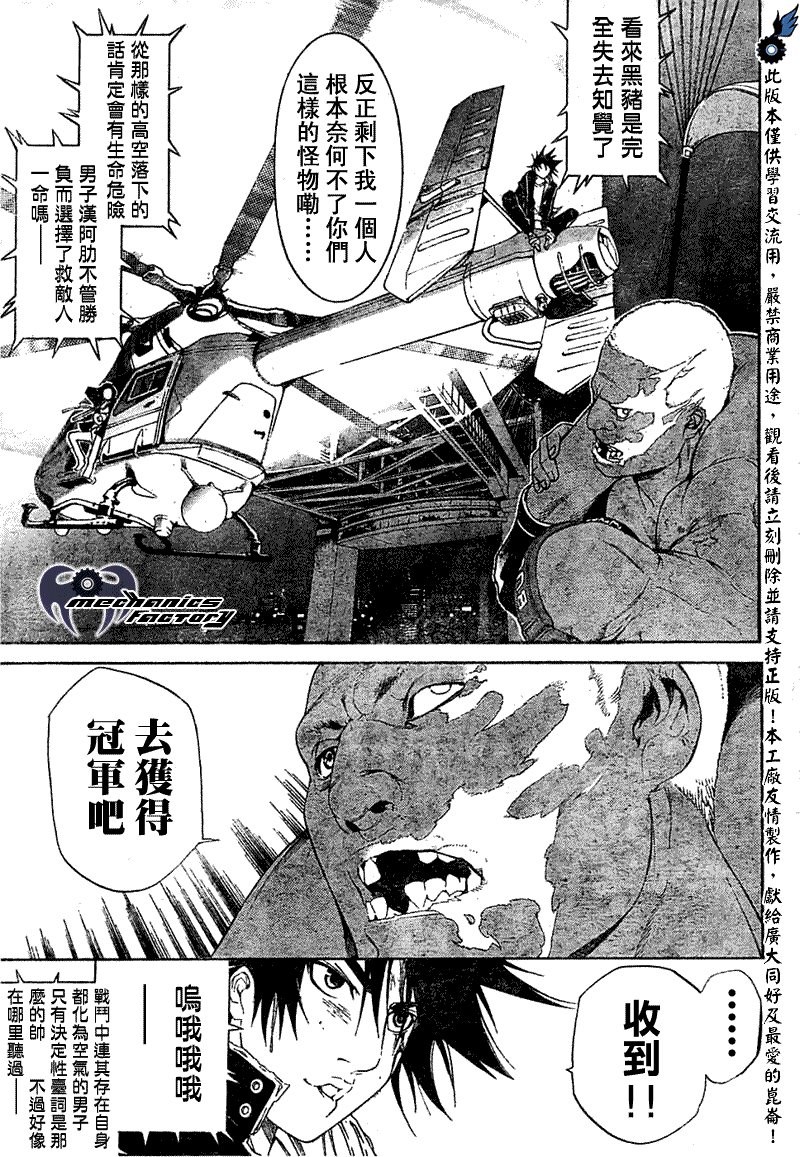 看來黑豬是完
全失去知覺了
反正剩下我一個人
根本奈何不了你們
這樣的怪物嘞……
從那樣的高空落下的
話肯定會有生命危險
男子漢阿肋不管勝
負而選擇了救敵人
一命嗎——
mechanics
factory
去獲得
冠軍吧
……
收到!!
嗚哦哦哦
——
戰鬥中連其存在自身
都化為空氣的男子
只有決定性臺詞是那
麼的帥 不過好像
在哪里聽過——
此版本僅供學習交流用，嚴禁商業用途，觀看後請立刻刪除並請支持正版！本工廠友情製作，獻給廣大同好及最愛的崑崙！